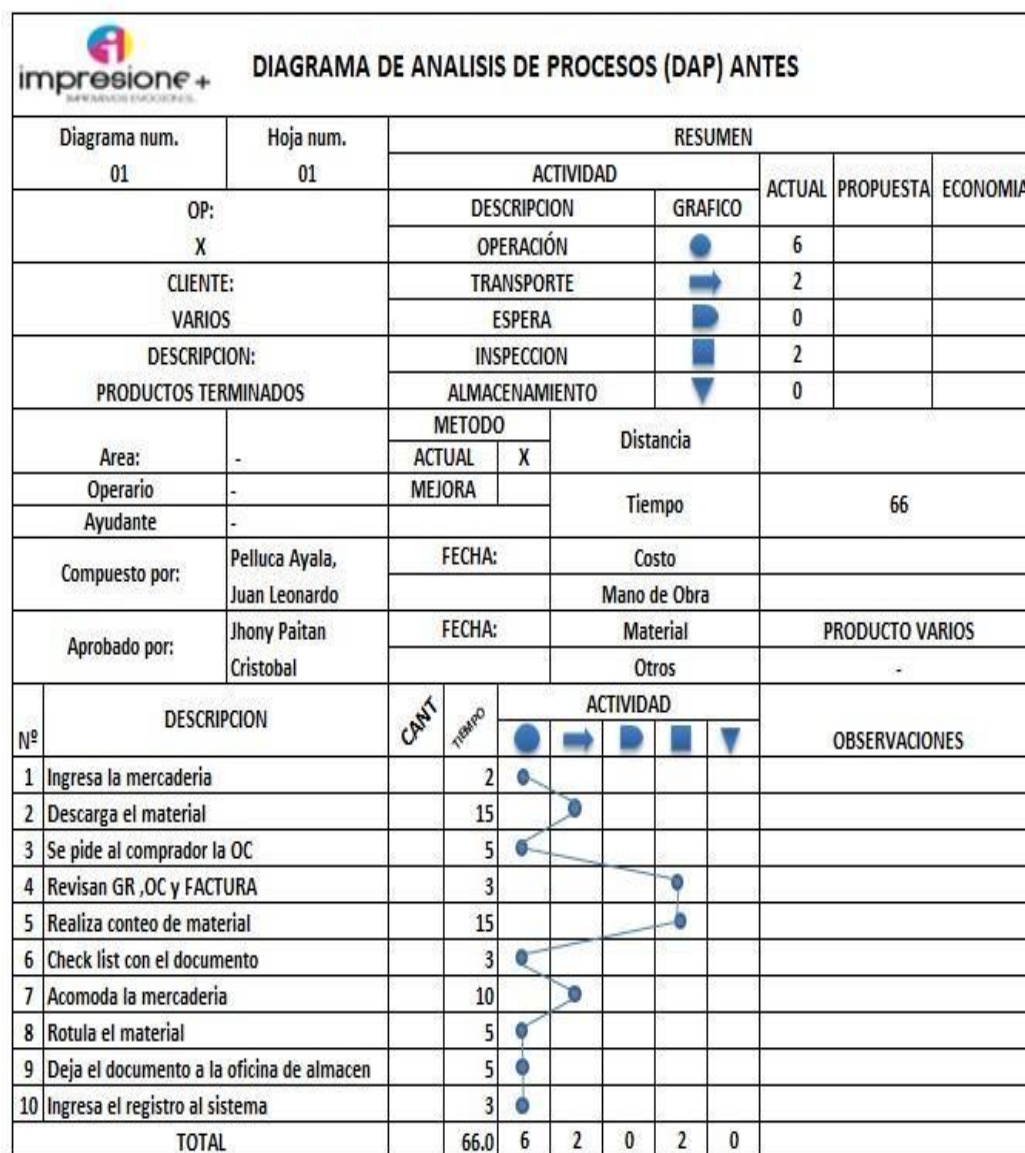 impresione+
DIAGRAMA DE ANALISIS DE PROCESOS (DAP) ANTES
Diagrama num. Hoja num. RESUMEN
01 01 ACTIVIDAD ACTUAL PROPUESTA ECONOMIA
OP: DESCRIPCION GRAFICO
X OPERACIÓN 6
CLIENTE: TRANSPORTE 2
VARIOS ESPERA 0
DESCRIPCION: INSPECCION 2
PRODUCTOS TERMINADOS ALMACENAMIENTO 0
METODO Distancia
Area: - ACTUAL X
Operario - MEJORA Tiempo 66
Ayudante -
Compuesto por: Pelluca Ayala, FECHA: Costo
Juan Leonardo Mano de Obra
Aprobado por: Jhony Paitan FECHA: Material PRODUCTO VARIOS
Cristobal Otros -
Nº DESCRIPCION CANT TIEMPO ACTIVIDAD OBSERVACIONES
1 Ingresa la mercaderia 2
2 Descarga el material 15
3 Se pide al comprador la OC 5
4 Revisan GR ,OC y FACTURA 3
5 Realiza conteo de material 15
6 Check list con el documento 3
7 Acomoda la mercaderia 10
8 Rotula el material 5
9 Deja el documento a la oficina de almacen 5
10 Ingresa el registro al sistema 3
TOTAL 66.0 6 2 0 2 0